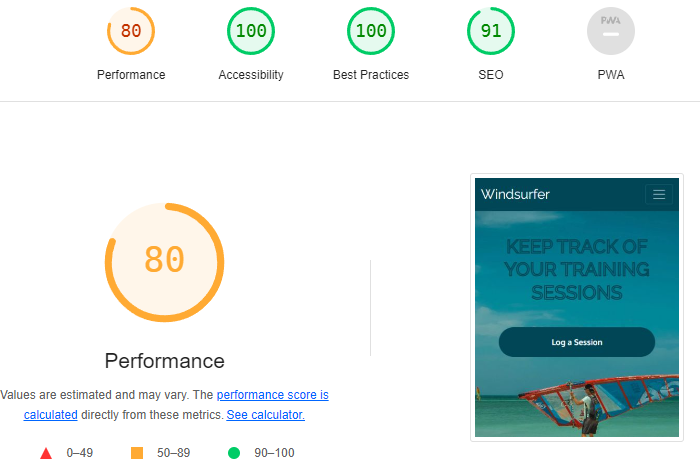 80 100 100 91 PWA
Performance Accessibility Best Practices SEO PWA
Windsurfer
KEEP TRACK OF
YOUR TRAINING
SESSIONS
Log a Session
80
Performance
Values are estimated and may vary. The performance score is
calculated directly from these metrics. See calculator.
0–49 50–89 90–100